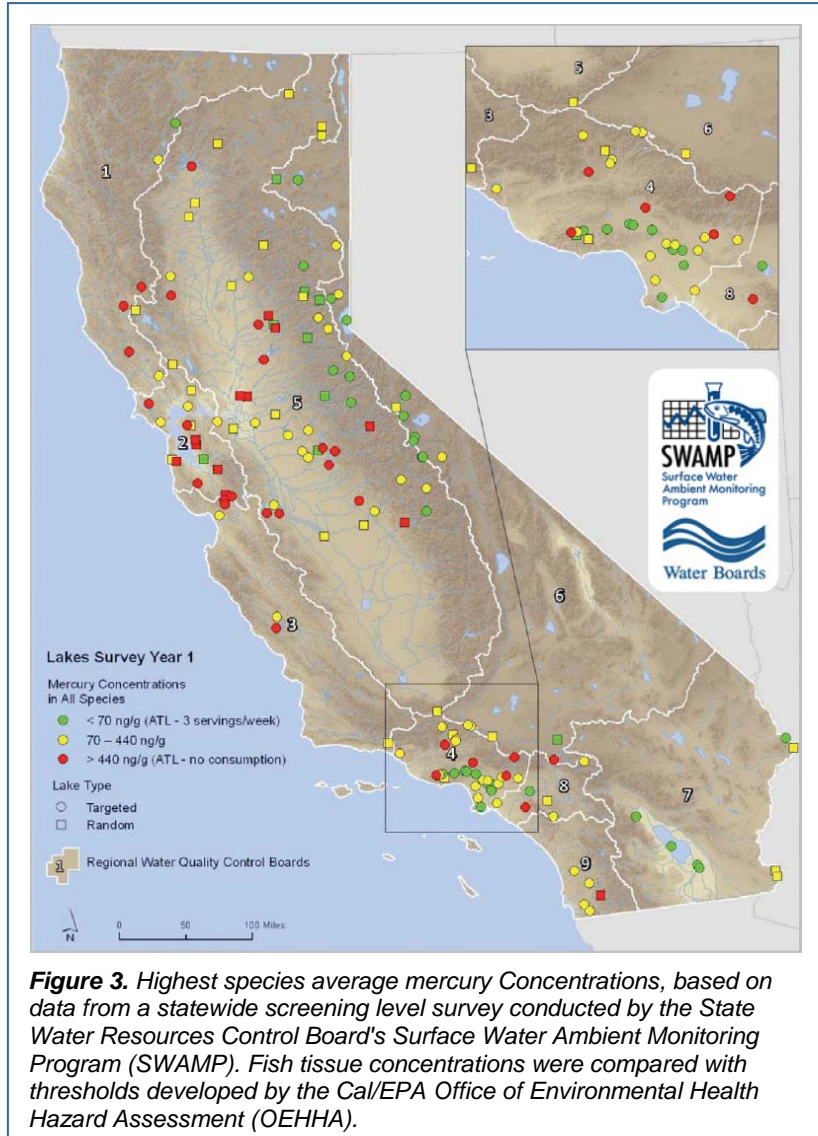 5
3
6
4
8
1
5
2
SWAMP
Surface Water
Ambient Monitoring
Program
Water Boards
6
3
Lakes Survey Year 1
Mercury Concentrations
in All Species
< 70 ng/g (ATL - 3 servings/week)
70 – 440 ng/g
> 440 ng/g (ATL - no consumption)
4
8
7
Lake Type
Targeted
Random
9
1 Regional Water Quality Control Boards
N
0 50 100 Miles
Figure 3. Highest species average mercury Concentrations, based on
data from a statewide screening level survey conducted by the State
Water Resources Control Board's Surface Water Ambient Monitoring
Program (SWAMP). Fish tissue concentrations were compared with
thresholds developed by the Cal/EPA Office of Environmental Health
Hazard Assessment (OEHHA).